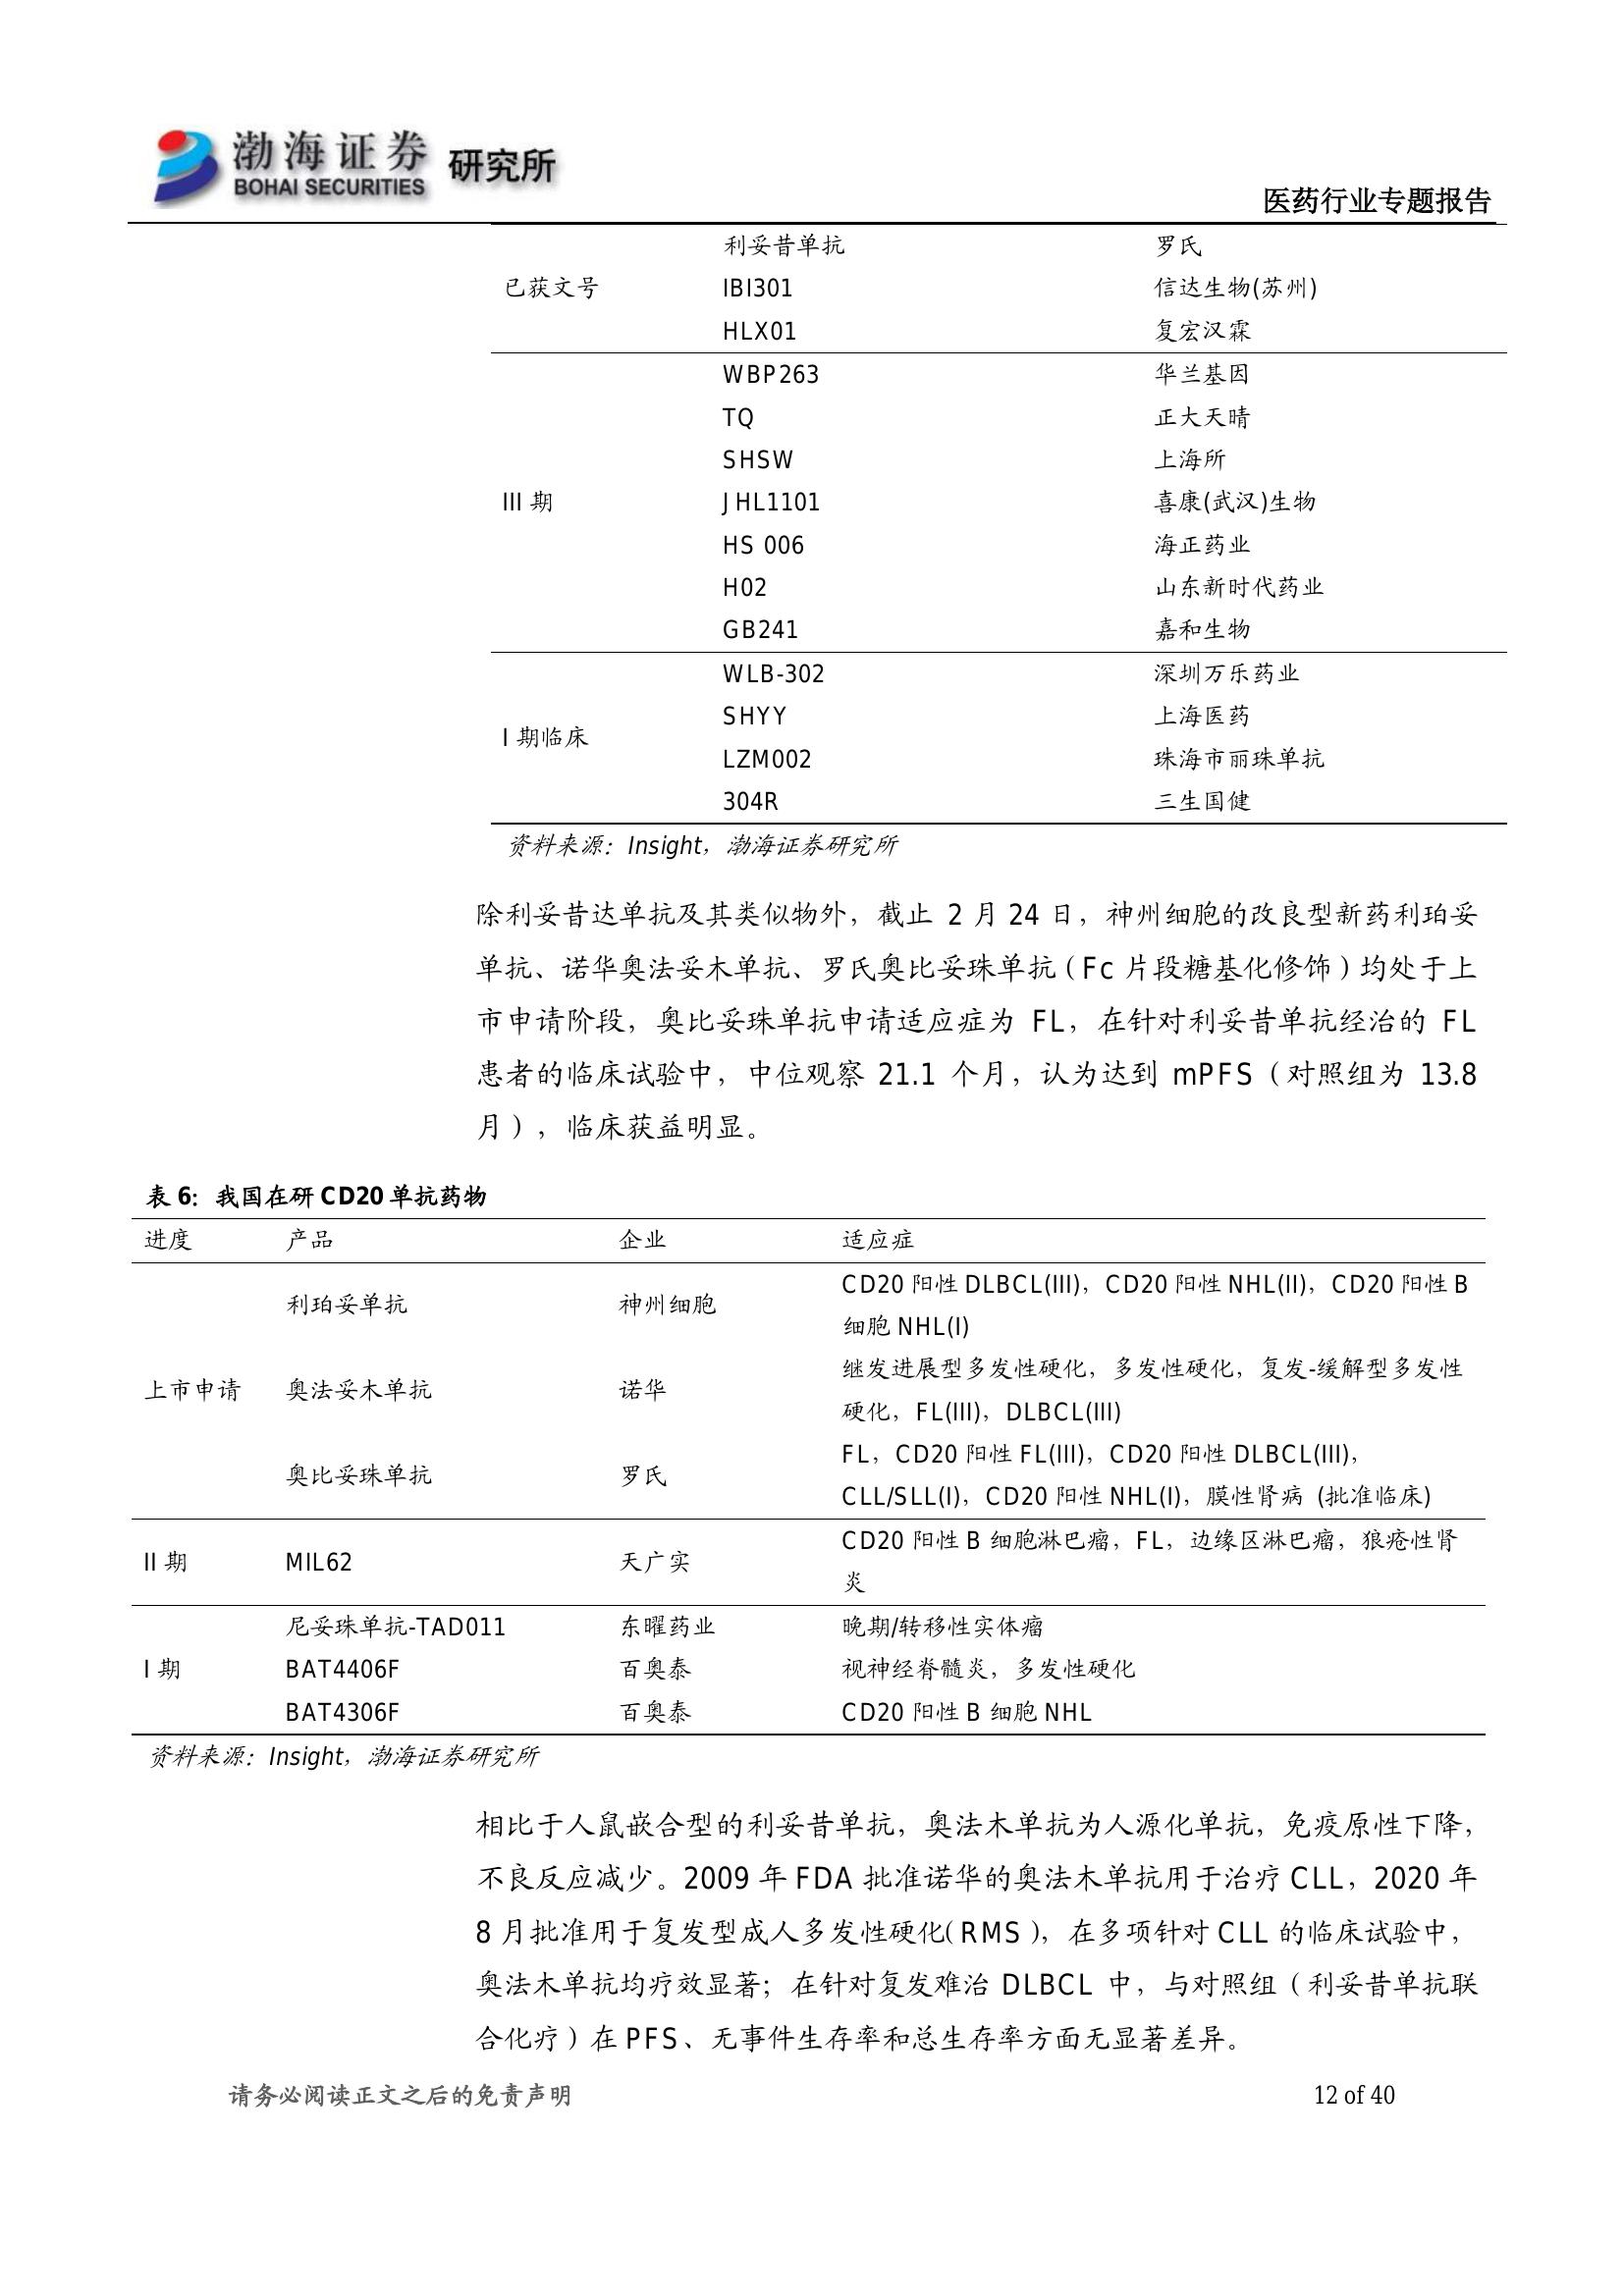 渤海证券 研究所
BOHAI SECURITIES
医药行业专题报告
利妥昔单抗 罗氏
已获文号 IBI301 信达生物(苏州)
HLX01 复宏汉霖
WBP263 华兰基因
TQ 正大天晴
SHSW 上海所
III 期 JHL1101 喜康(武汉)生物
HS 006 海正药业
H02 山东新时代药业
GB241 嘉和生物
WLB-302 深圳万乐药业
SHYY 上海医药
I 期临床
LZM002 珠海市丽珠单抗
304R 三生国健
资料来源：Insight，渤海证券研究所
除利妥昔达单抗及其类似物外，截止 2 月 24 日，神州细胞的改良型新药利珀妥
单抗、诺华奥法妥木单抗、罗氏奥比妥珠单抗（Fc 片段糖基化修饰）均处于上
市申请阶段，奥比妥珠单抗申请适应症为 FL，在针对利妥昔单抗经治的 FL
患者的临床试验中，中位观察 21.1 个月，认为达到 mPFS（对照组为 13.8
月），临床获益明显。
表 6：我国在研 CD20 单抗药物
进度 产品 企业 适应症
利珀妥单抗 神州细胞 CD20 阳性 DLBCL(III)，CD20 阳性 NHL(II)，CD20 阳性 B
细胞 NHL(I)
上市申请 奥法妥木单抗 诺华 继发进展型多发性硬化，多发性硬化，复发-缓解型多发性
硬化，FL(III)，DLBCL(III)
奥比妥珠单抗 罗氏 FL，CD20 阳性 FL(III)，CD20 阳性 DLBCL(III)，
CLL/SLL(I)，CD20 阳性 NHL(I)，膜性肾病 (批准临床)
II 期 MIL62 天广实 CD20 阳性 B 细胞淋巴瘤，FL，边缘区淋巴瘤，狼疮性肾
炎
尼妥珠单抗-TAD011 东曜药业 晚期/转移性实体瘤
I 期 BAT4406F 百奥泰 视神经脊髓炎，多发性硬化
BAT4306F 百奥泰 CD20 阳性 B 细胞 NHL
资料来源：Insight，渤海证券研究所
相比于人鼠嵌合型的利妥昔单抗，奥法木单抗为人源化单抗，免疫原性下降，
不良反应减少。2009 年 FDA 批准诺华的奥法木单抗用于治疗 CLL，2020 年
8 月批准用于复发型成人多发性硬化（RMS），在多项针对 CLL 的临床试验中，
奥法木单抗均疗效显著；在针对复发难治 DLBCL 中，与对照组（利妥昔单抗联
合化疗）在 PFS、无事件生存率和总生存率方面无显著差异。
请务必阅读正文之后的免责声明 12 of 40